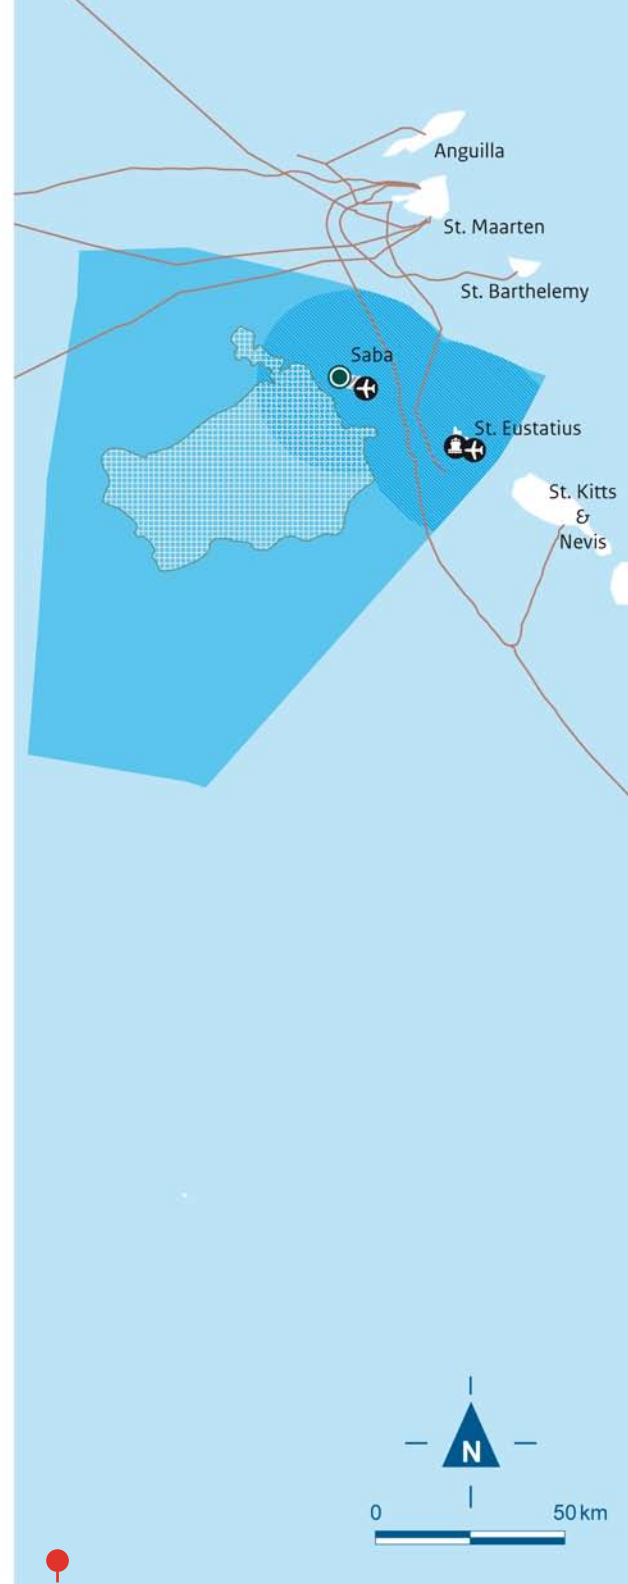 Anguilla
St. Maarten
St. Barthelemy
Saba
St. Eustatius
St. Kitts
&
Nevis
N
0 50 km